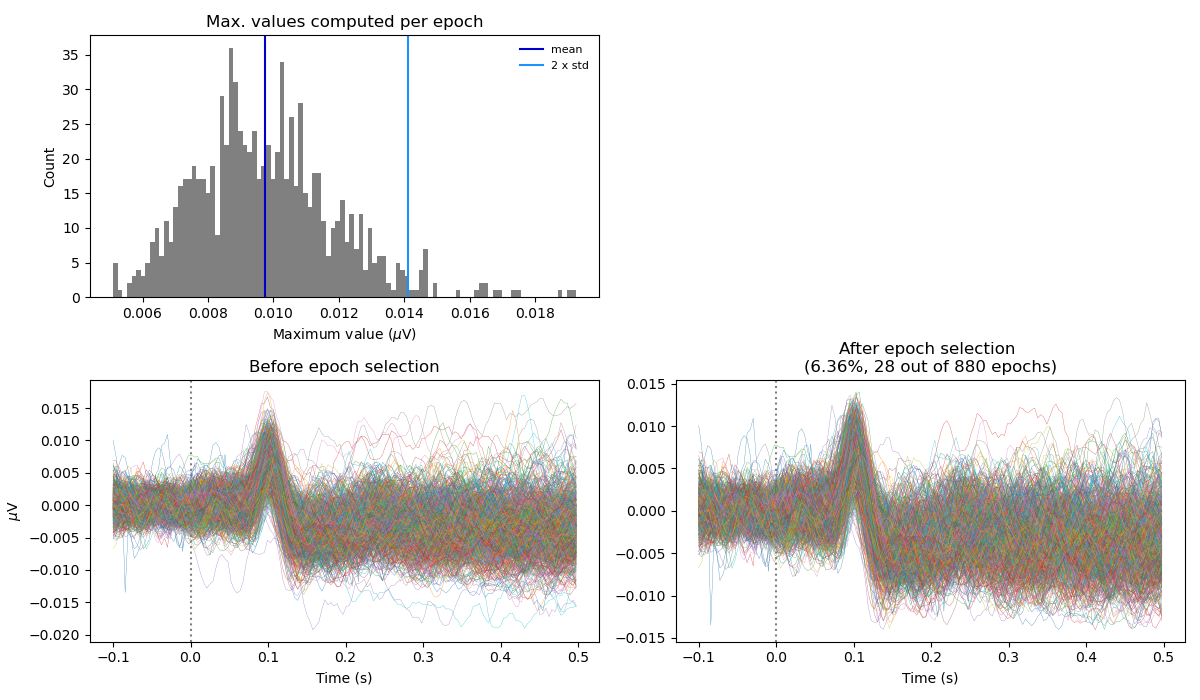 Max. values computed per epoch
Count
35
30
25
20
15
10
5
0
mean
2 x std
0.006 0.008 0.010 0.012 0.014 0.016 0.018
Maximum value (μV)
Before epoch selection
μV
0.015
0.010
0.005
0.000
−0.005
−0.010
−0.015
−0.020
−0.1 0.0 0.1 0.2 0.3 0.4 0.5
Time (s)
After epoch selection
(6.36%, 28 out of 880 epochs)
0.015
0.010
0.005
0.000
−0.005
−0.010
−0.015
−0.1 0.0 0.1 0.2 0.3 0.4 0.5
Time (s)